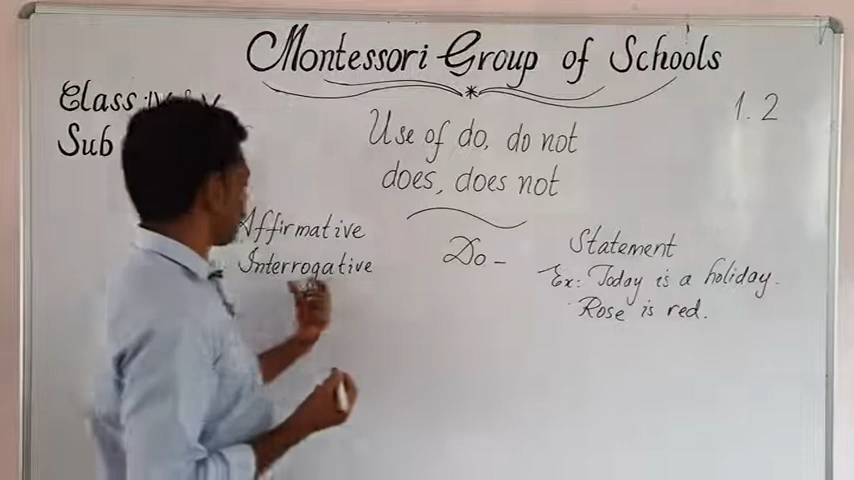 Montessori Group of Schools
Class: IV & V
Sub
1.2
Use of do, do not
does, does not
Affirmative
Interrogative
Do -
Statement
Ex: Today is a holiday.
Rose is red.